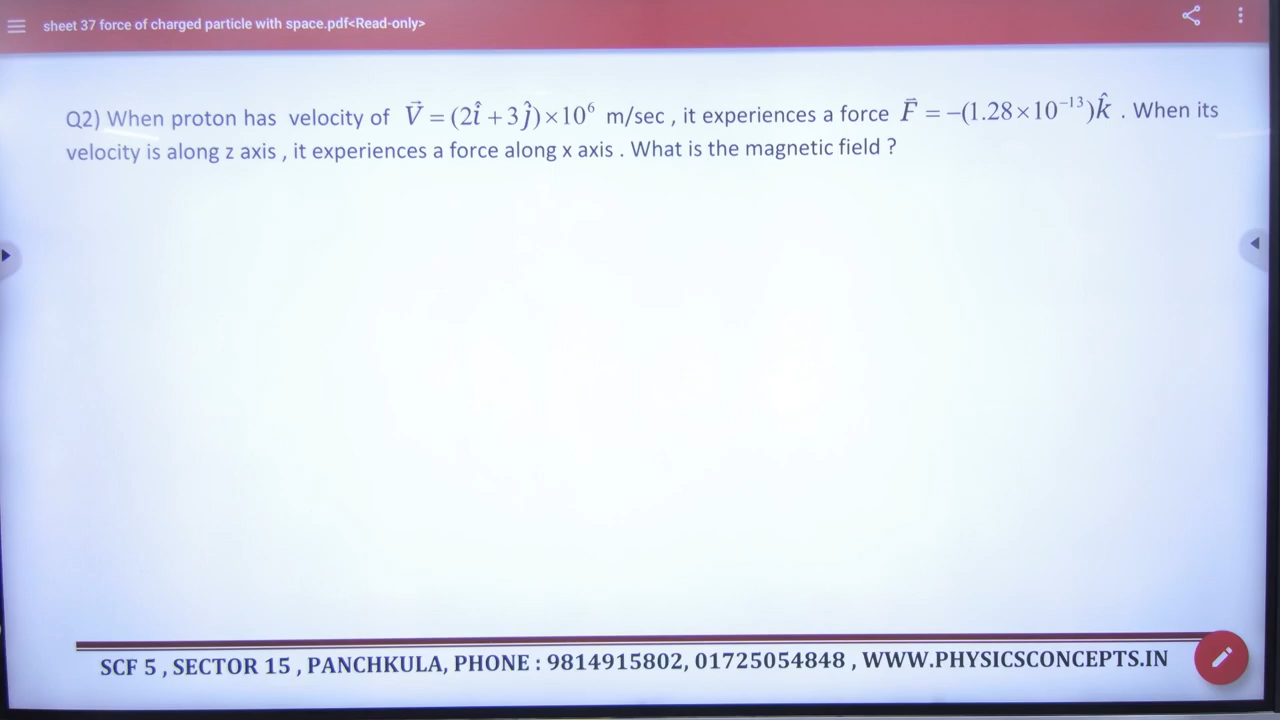 sheet 37 force of charged particle with space.pdf<Read-only>
Q2) When proton has velocity of V⃗ = (2î + 3ĵ)×10⁶ m/sec , it experiences a force F⃗ = −(1.28×10⁻¹³)k̂ . When its
velocity is along z axis , it experiences a force along x axis . What is the magnetic field ?
SCF 5 , SECTOR 15 , PANCHKULA, PHONE : 9814915802, 01725054848 , WWW.PHYSICSCONCEPTS.IN